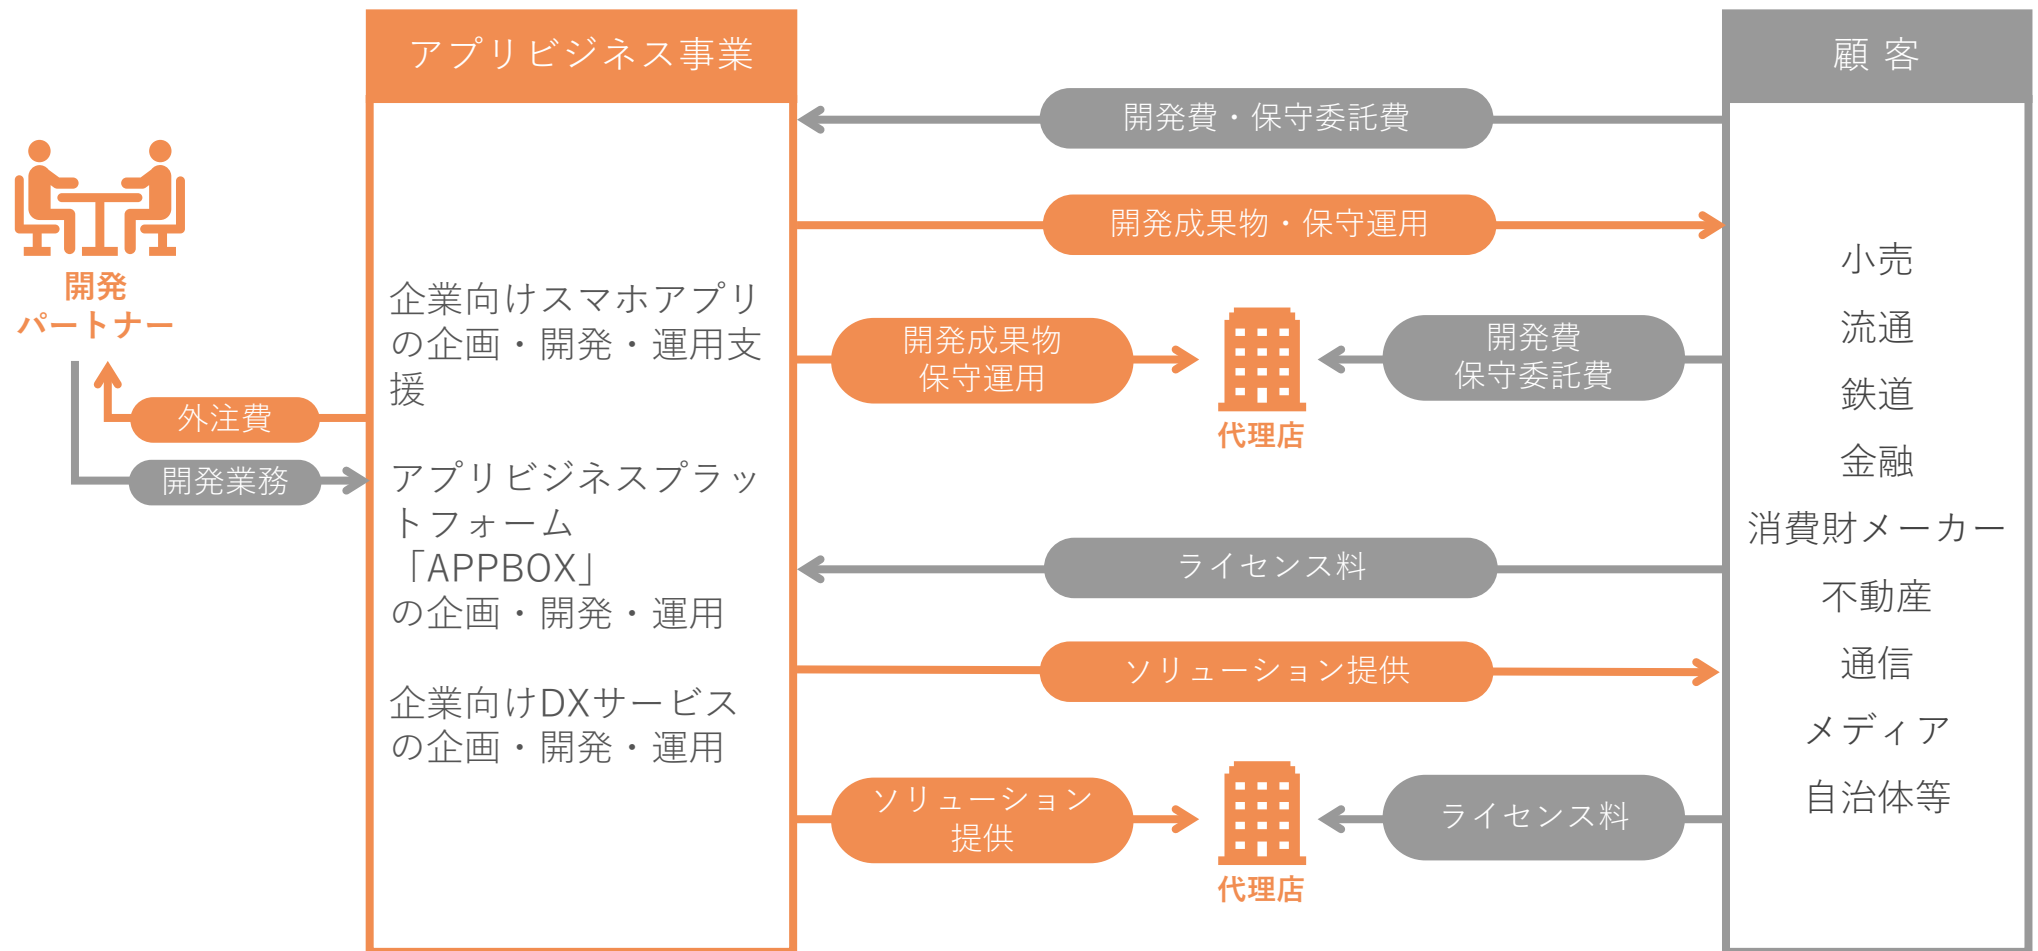 アプリビジネス事業
顧 客
開発費・保守委託費
開発成果物・保守運用
開発
パートナー
外注費
開発業務
企業向けスマホアプリ
の企画・開発・運用支
援
アプリビジネスプラッ
トフォーム
「APPBOX」
の企画・開発・運用
企業向けDXサービス
の企画・開発・運用
開発成果物
保守運用
代理店
開発費
保守委託費
ライセンス料
ソリューション提供
ソリューション
提供
代理店
ライセンス料
小売
流通
鉄道
金融
消費財メーカー
不動産
通信
メディア
自治体等